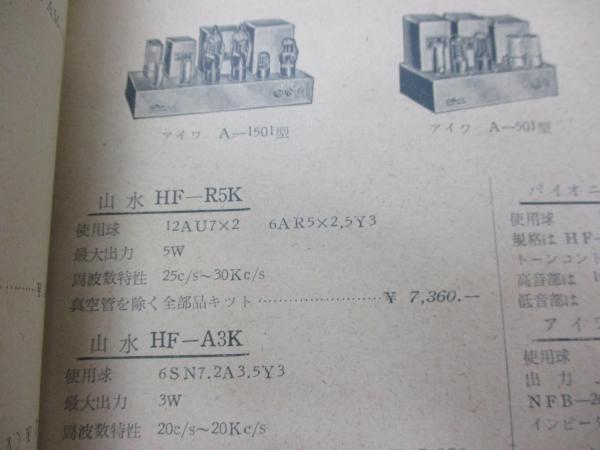 アイワ A—1501型
アイワ A—501型
山水 HF—R5K
使用球 12AU7×2 6AR5×2,5Y3
最大出力 5W
周波数特性 25c/s〜30Kc/s
真空管を除く全部品キット……………………¥ 7,360.—
山水 HF—A3K
使用球 6SN7.2A3.5Y3
最大出力 3W
周波数特性 20c/s〜20Kc/s
パイオニ
使用球
規格は HF—
トーンコント
高音部は 1
低音部は
アイワ
使用球
出力
NFB—2
インピーダ